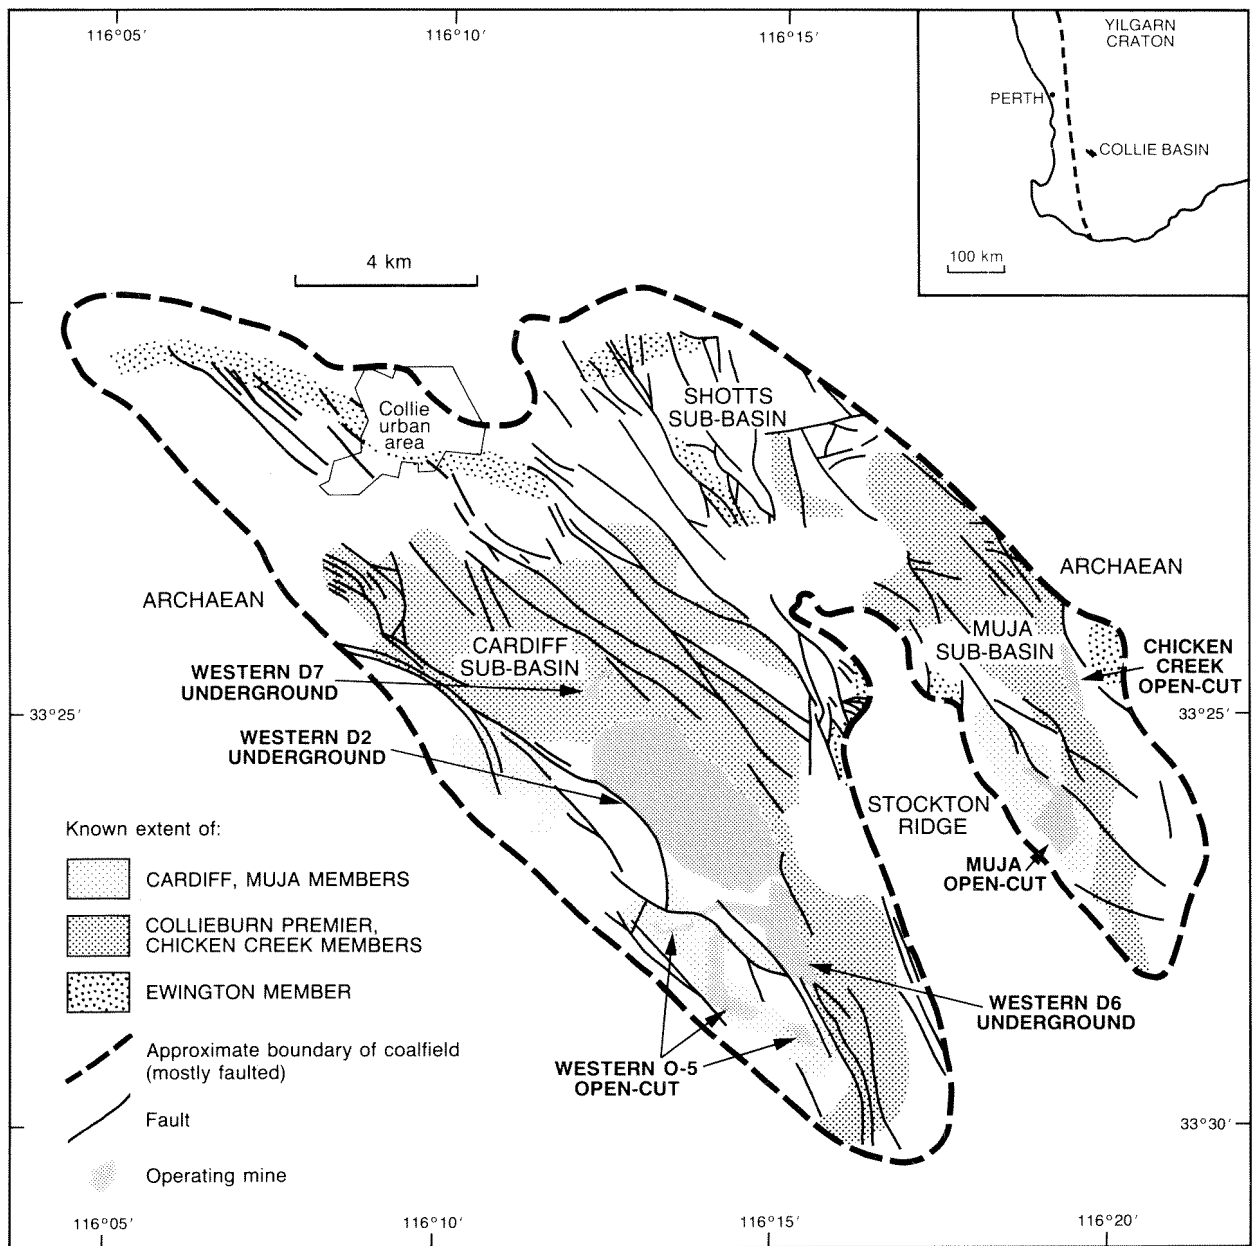 116°05′
116°10′
116°15′
YILGARN
CRATON
PERTH
COLLIE BASIN
100 km
4 km
Collie
urban
area
SHOTTS
SUB-BASIN
ARCHAEAN
ARCHAEAN
MUJA
SUB-BASIN
CARDIFF
SUB-BASIN
CHICKEN
CREEK
OPEN-CUT
WESTERN D7
UNDERGROUND
33°25′
33°25′
WESTERN D2
UNDERGROUND
STOCKTON
RIDGE
MUJA
OPEN-CUT
Known extent of:
CARDIFF, MUJA MEMBERS
COLLIEBURN PREMIER,
CHICKEN CREEK MEMBERS
EWINGTON MEMBER
Approximate boundary of coalfield
(mostly faulted)
Fault
Operating mine
WESTERN D6
UNDERGROUND
WESTERN O-5
OPEN-CUT
33°30′
116°05′
116°10′
116°15′
116°20′